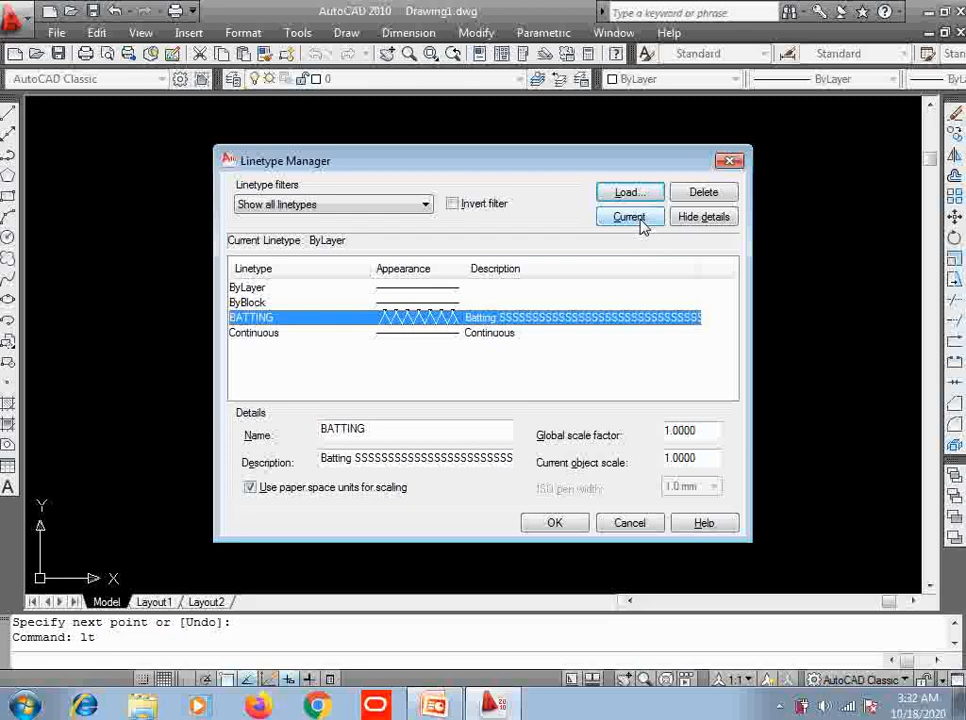 AutoCAD 2010 Drawing1.dwg Type a keyword or phrase
File Edit View Insert Format Tools Draw Dimension Modify Parametric Window Help
Standard Standard
AutoCAD Classic 0 ByLayer ByLayer
Linetype Manager
Linetype filters
Load... Delete
Show all linetypes Invert filter
Current Hide details
Current Linetype: ByLayer
Linetype Appearance Description
ByLayer
ByBlock
BATTING Batting SSSSSSSSSSSSSSSSSSSSSSSSSSSSSSS
Continuous Continuous
Details
Name: BATTING Global scale factor: 1.0000
Description: Batting SSSSSSSSSSSSSSSSSSSSSSSS Current object scale: 1.0000
Use paper space units for scaling ISO pen width: 1.0 mm
OK Cancel Help
Y
X
Model Layout1 Layout2
Specify next point or [Undo]:
Command: lt
1:1 AutoCAD Classic
3:32 AM
10/18/2020